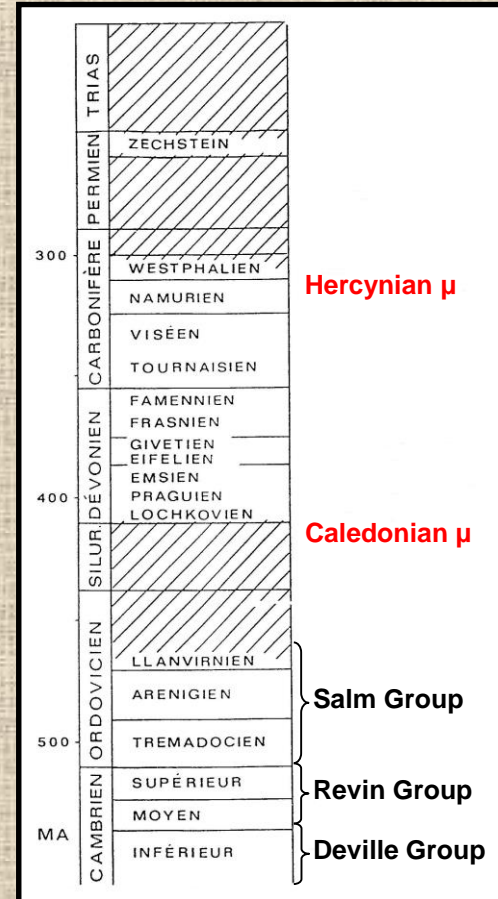 TRIAS
ZECHSTEIN
PERMIEN
300
WESTPHALIEN
Hercynian µ
NAMURIEN
CARBONIFÈRE
VISÉEN
TOURNAISIEN
FAMENNIEN
FRASNIEN
GIVETIEN
EIFELIEN
DÉVONIEN
EMSIEN
400
PRAGUIEN
LOCHKOVIEN
SILUR.
Caledonian µ
ORDOVICIEN
LLANVIRNIEN
ARENIGIEN
Salm Group
500
TREMADOCIEN
CAMBRIEN
SUPÉRIEUR
Revin Group
MOYEN
MA
INFÉRIEUR
Deville Group